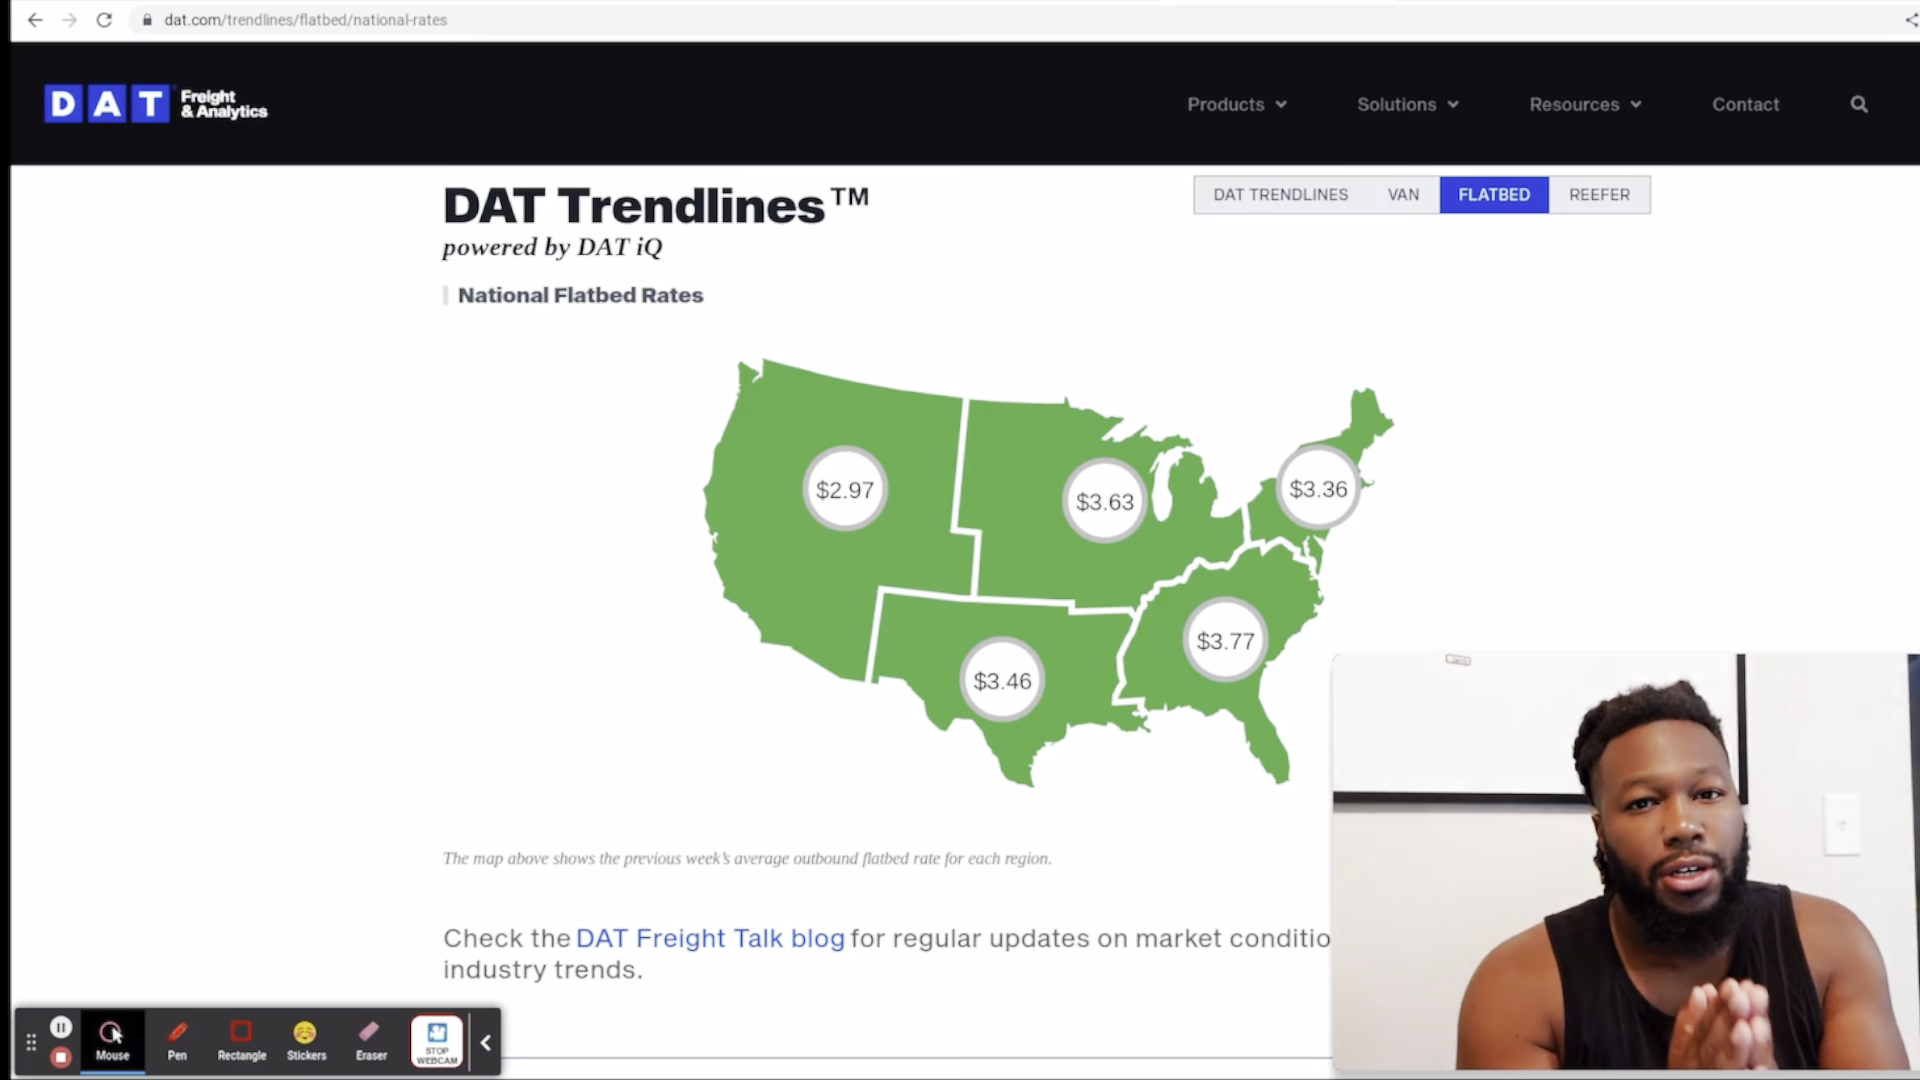 dat.com/trendlines/flatbed/national-rates
DAT Freight
& Analytics
Products
Solutions
Resources
Contact
DAT Trendlines™
powered by DAT iQ
DAT TRENDLINES
VAN
FLATBED
REEFER
National Flatbed Rates
$2.97
$3.63
$3.36
$3.77
$3.46
The map above shows the previous week's average outbound flatbed rate for each region.
Check the DAT Freight Talk blog for regular updates on market conditio
industry trends.
Mouse
Pen
Rectangle
Stickers
Eraser
STOP
WEBCAM